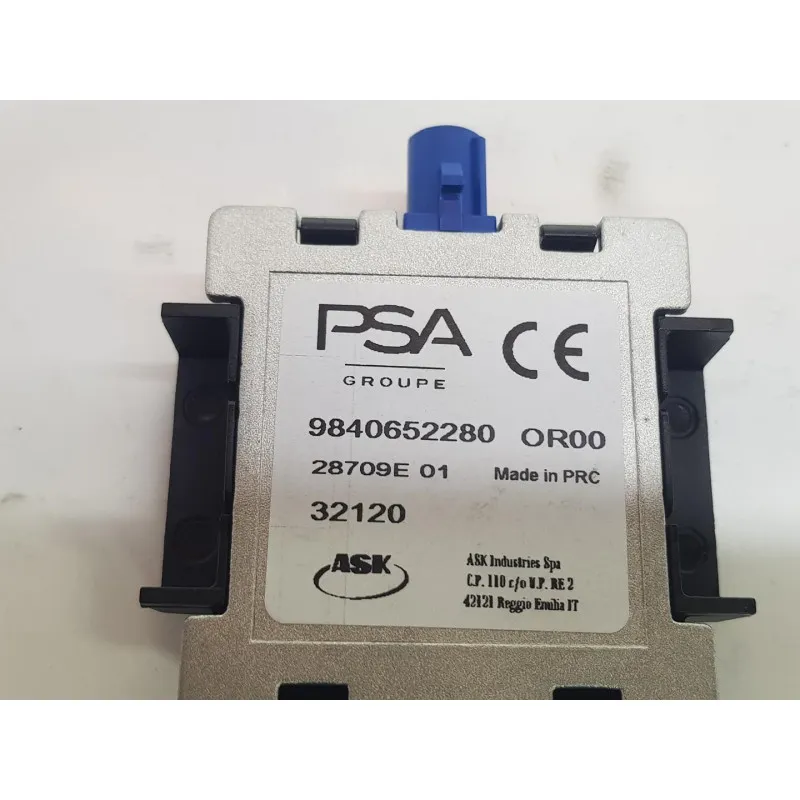 PSA CE
GROUPE
9840652280 OR00
28709E 01 Made in PRC
32120
ASK ASK Industries Spa
C.P. 110 c/o U.P. RE 2
42121 Reggio Emilia IT